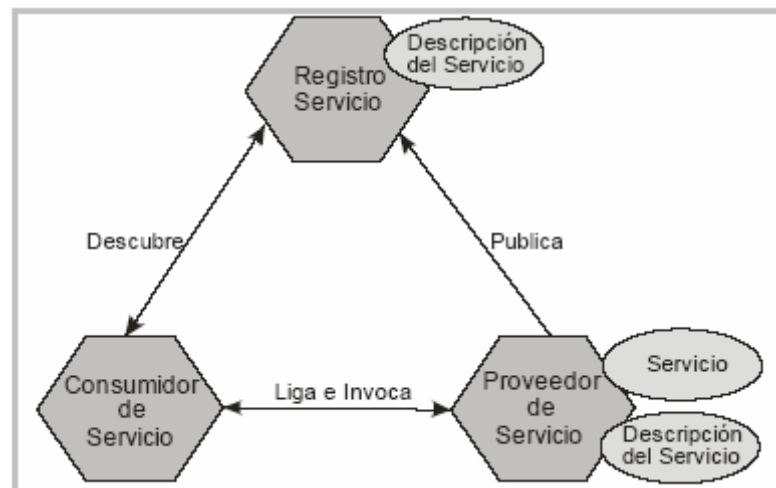 Descripción
del Servicio
Registro
Servicio
Descubre
Publica
Consumidor
de
Servicio
Liga e Invoca
Proveedor
de
Servicio
Servicio
Descripción
del Servicio